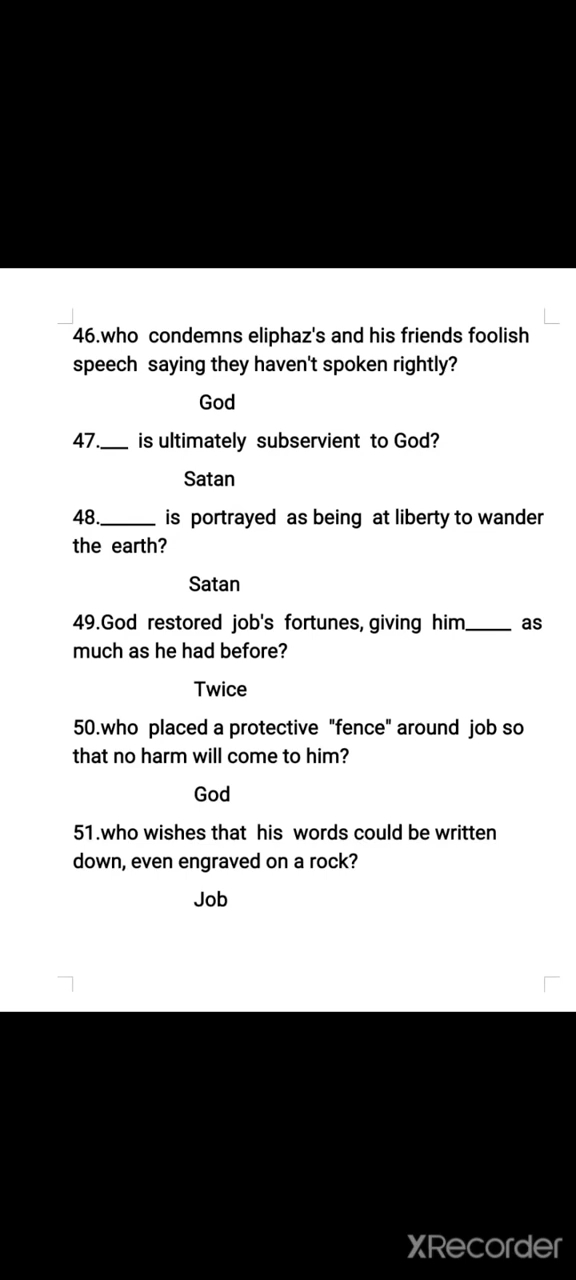 46.who condemns eliphaz's and his friends foolish
speech saying they haven't spoken rightly?
God
47.___ is ultimately subservient to God?
Satan
48.______ is portrayed as being at liberty to wander
the earth?
Satan
49.God restored job's fortunes, giving him_____ as
much as he had before?
Twice
50.who placed a protective "fence" around job so
that no harm will come to him?
God
51.who wishes that his words could be written
down, even engraved on a rock?
Job
XRecorder